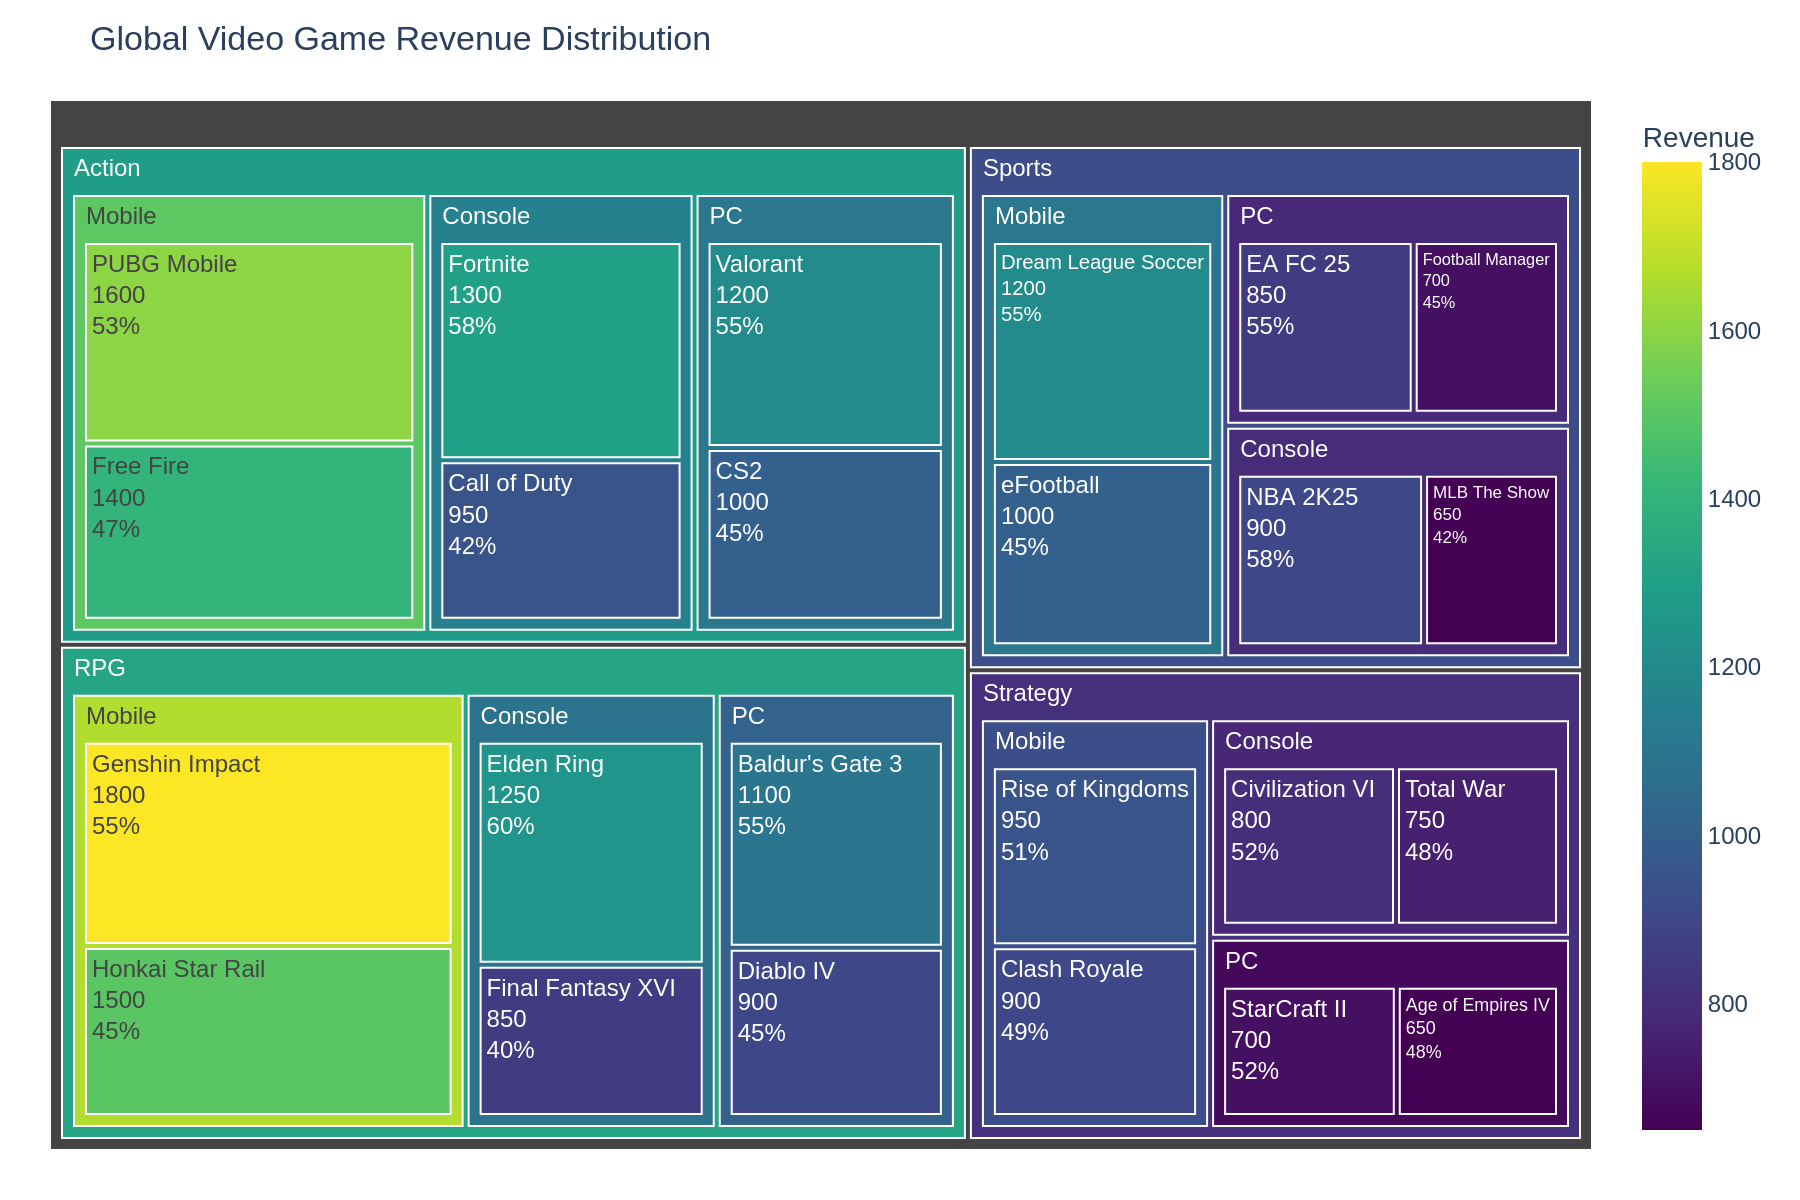 Global Video Game Revenue Distribution
Action
Mobile
PUBG Mobile
1600
53%
Free Fire
1400
47%
Console
Fortnite
1300
58%
Call of Duty
950
42%
PC
Valorant
1200
55%
CS2
1000
45%
Sports
Mobile
Dream League Soccer
1200
55%
eFootball
1000
45%
PC
EA FC 25
850
55%
Football Manager
700
45%
Console
NBA 2K25
900
58%
MLB The Show
650
42%
RPG
Mobile
Genshin Impact
1800
55%
Honkai Star Rail
1500
45%
Console
Elden Ring
1250
60%
Final Fantasy XVI
850
40%
PC
Baldur's Gate 3
1100
55%
Diablo IV
900
45%
Strategy
Mobile
Rise of Kingdoms
950
51%
Clash Royale
900
49%
Console
Civilization VI
800
52%
Total War
750
48%
PC
StarCraft II
700
52%
Age of Empires IV
650
48%
Revenue
1800
1600
1400
1200
1000
800